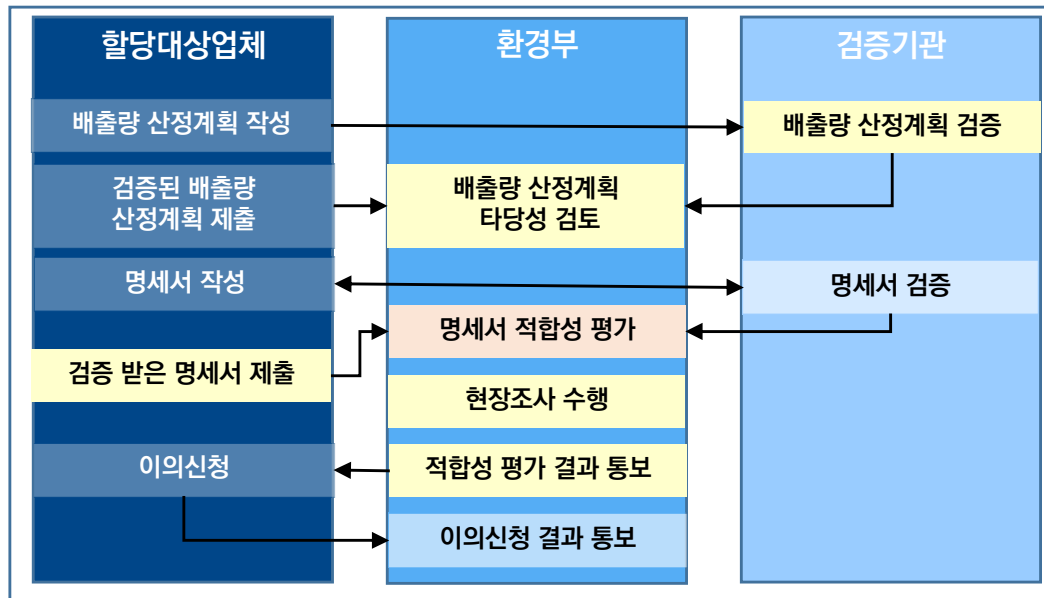 할당대상업체
환경부
검증기관
배출량 산정계획 작성
배출량 산정계획 검증
검증된 배출량
산정계획 제출
배출량 산정계획
타당성 검토
명세서 작성
명세서 검증
명세서 적합성 평가
검증 받은 명세서 제출
현장조사 수행
이의신청
적합성 평가 결과 통보
이의신청 결과 통보